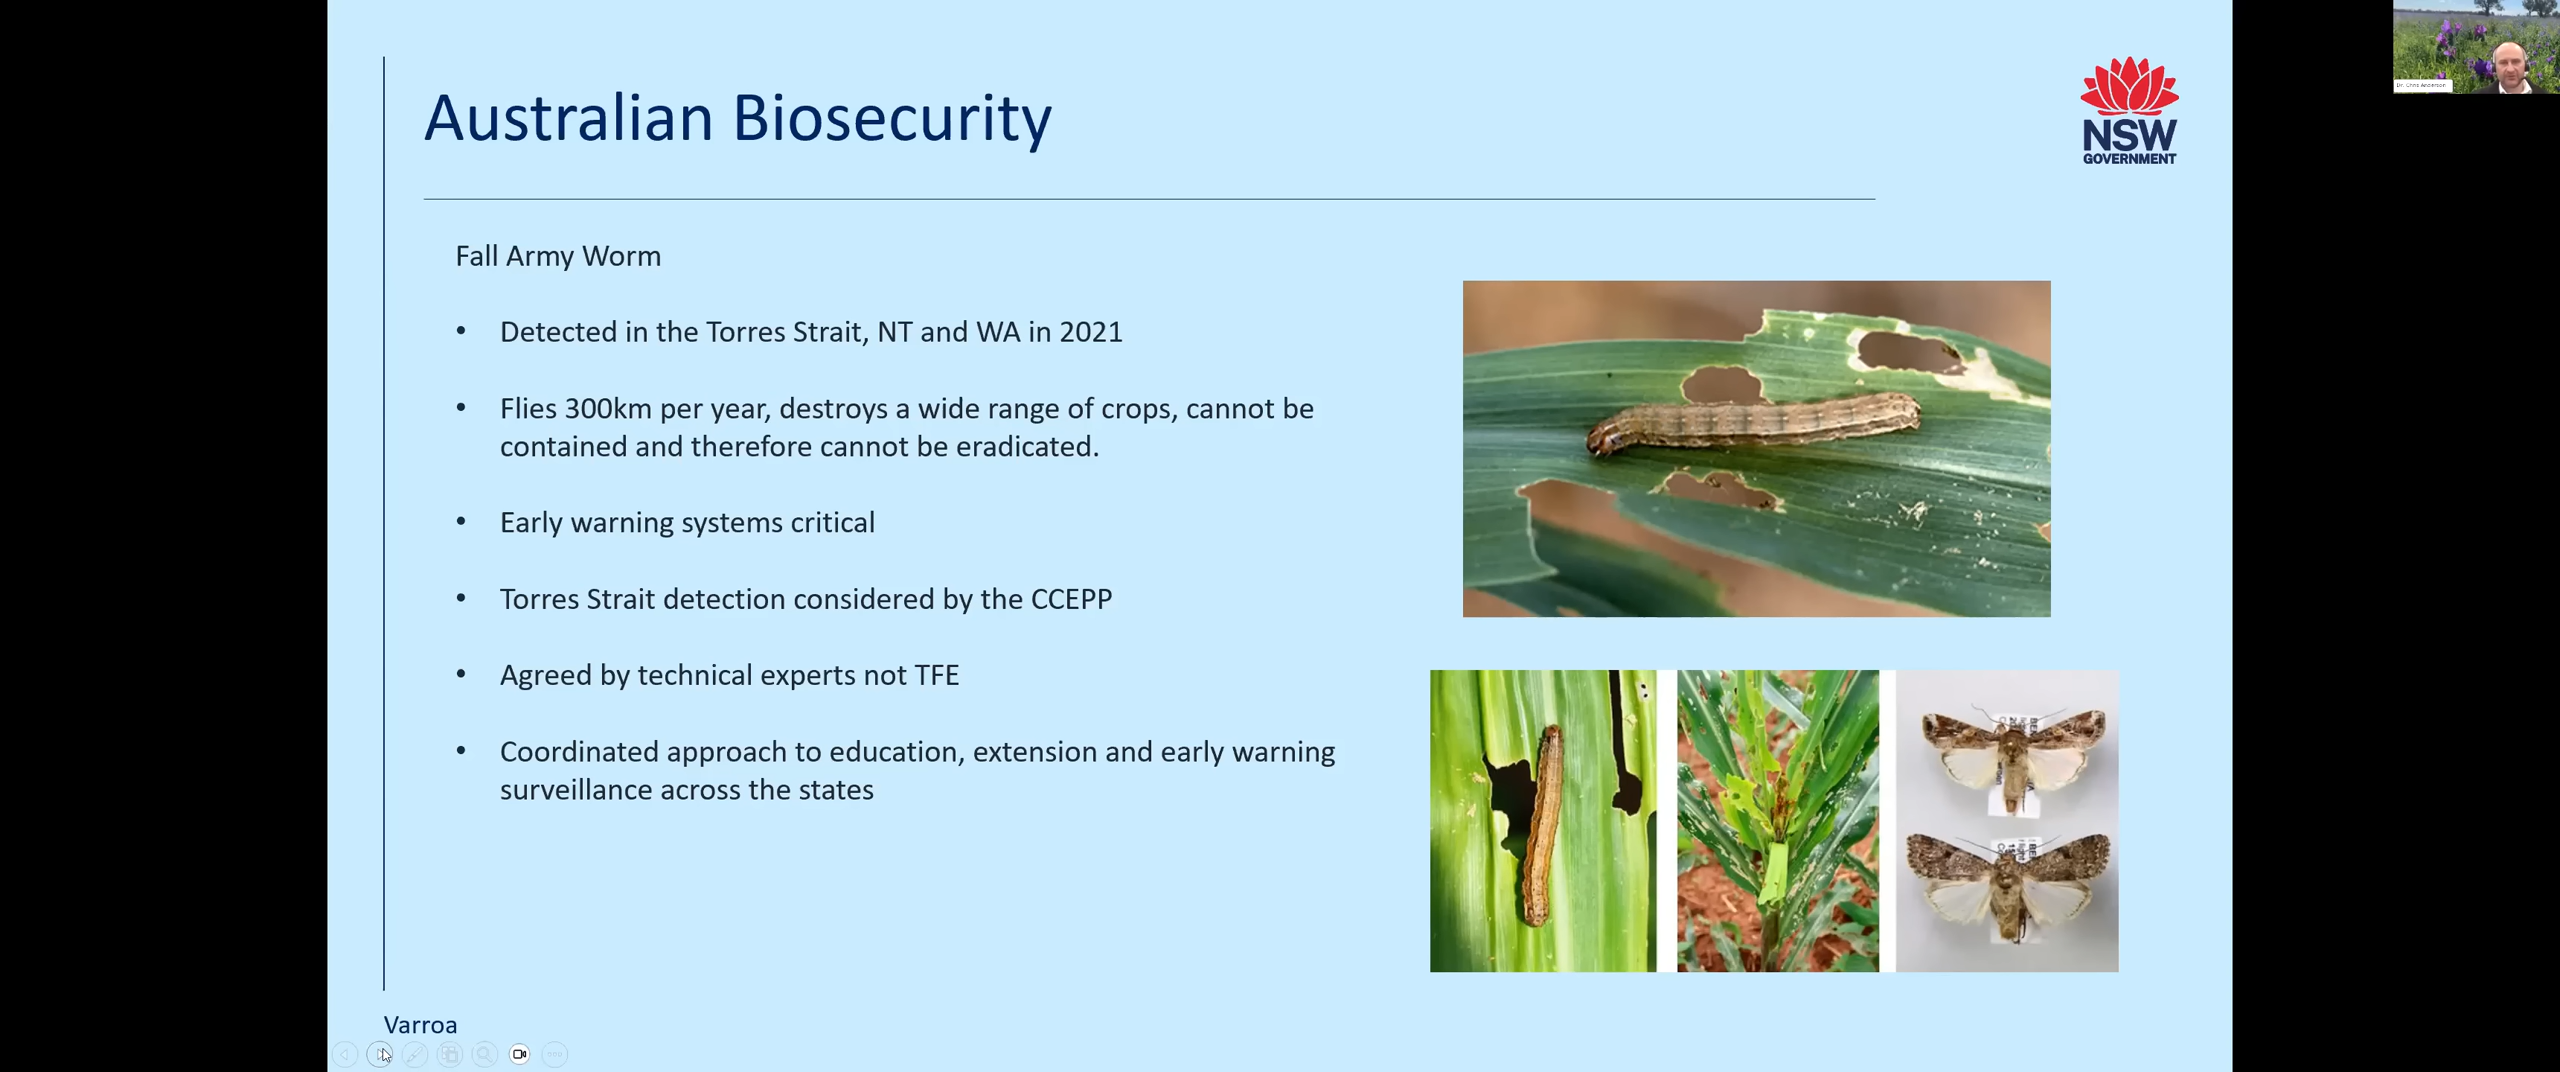 Australian Biosecurity
NSW
GOVERNMENT
Dr. Chris Anderson
Fall Army Worm
• Detected in the Torres Strait, NT and WA in 2021
• Flies 300km per year, destroys a wide range of crops, cannot be
contained and therefore cannot be eradicated.
• Early warning systems critical
• Torres Strait detection considered by the CCEPP
• Agreed by technical experts not TFE
• Coordinated approach to education, extension and early warning
surveillance across the states
Varroa